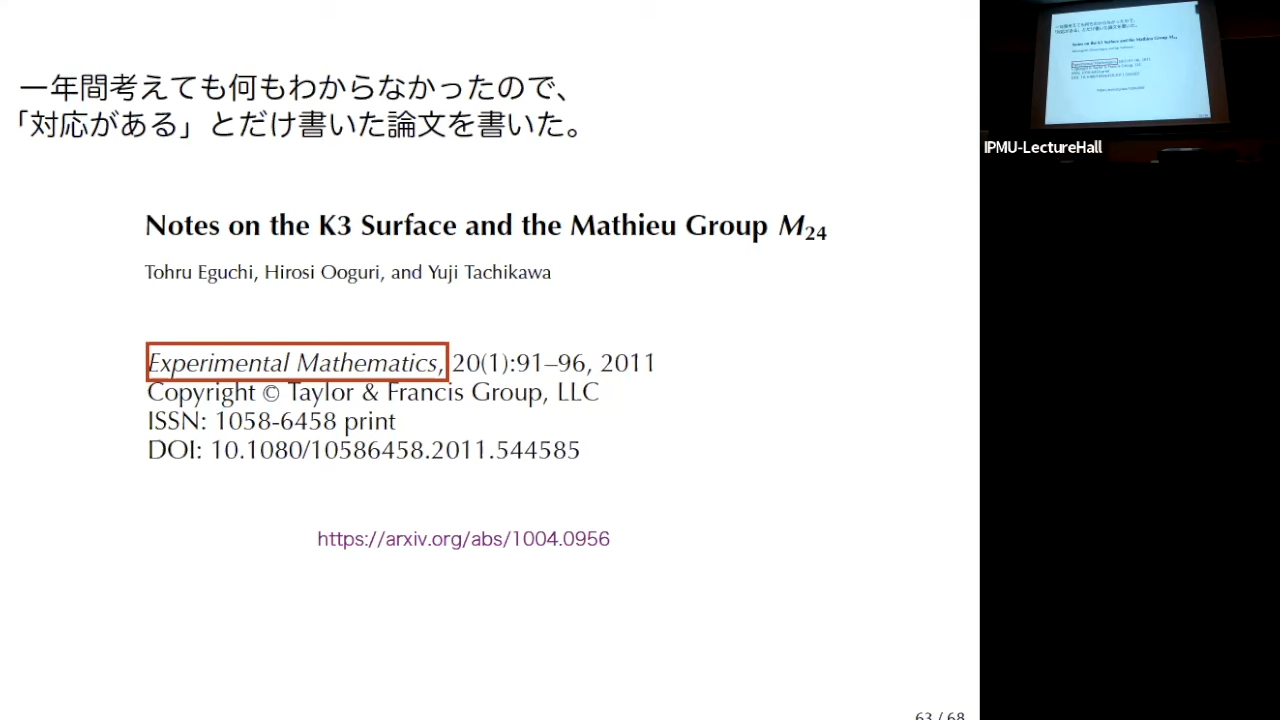 一年間考えても何もわからなかったので、
「対応がある」とだけ書いた論文を書いた。
Notes on the K3 Surface and the Mathieu Group M24
Tohru Eguchi, Hirosi Ooguri, and Yuji Tachikawa
Experimental Mathematics, 20(1):91–96, 2011
Copyright © Taylor & Francis Group, LLC
ISSN: 1058-6458 print
DOI: 10.1080/10586458.2011.544585
https://arxiv.org/abs/1004.0956
63 / 68
IPMU-LectureHall